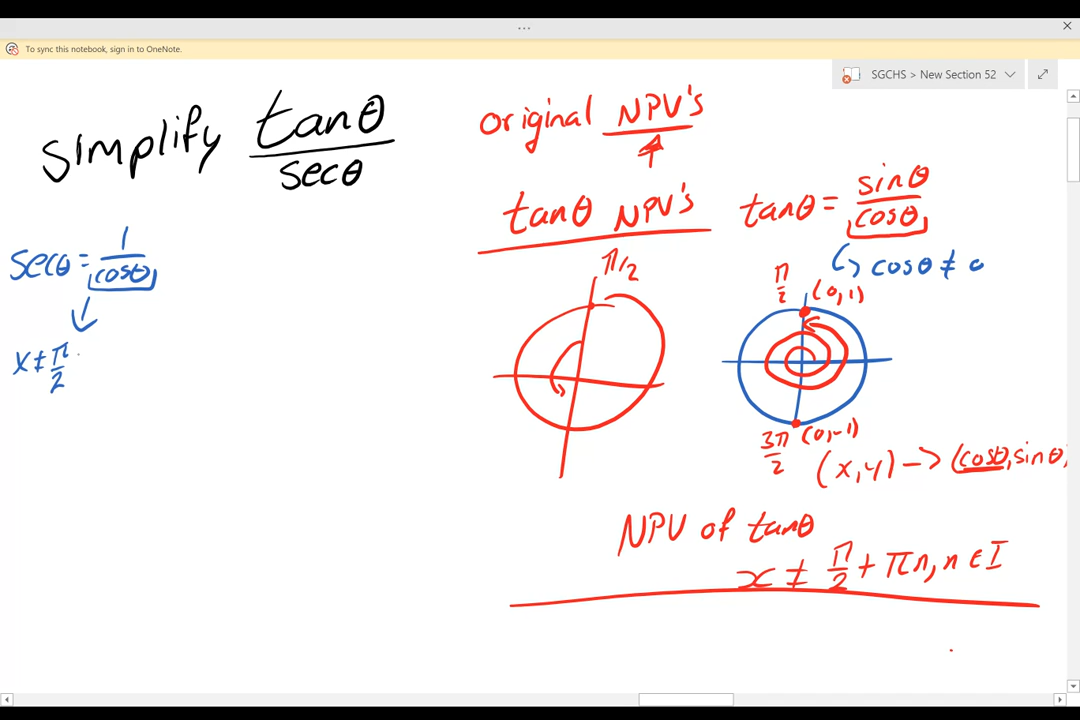 To sync this notebook, sign in to OneNote.
SGCHS > New Section 52
simplify tanθ/secθ
original NPV's
tanθ NPV's
tanθ = sinθ/cosθ
secθ = 1/cosθ
cosθ ≠ 0
π/2
π/2 (0,1)
x ≠ π/2
3π/2 (0,-1)
(x,y) -> (cosθ, sinθ
NPV of tanθ
x ≠ π/2 + πn, n ∈ I